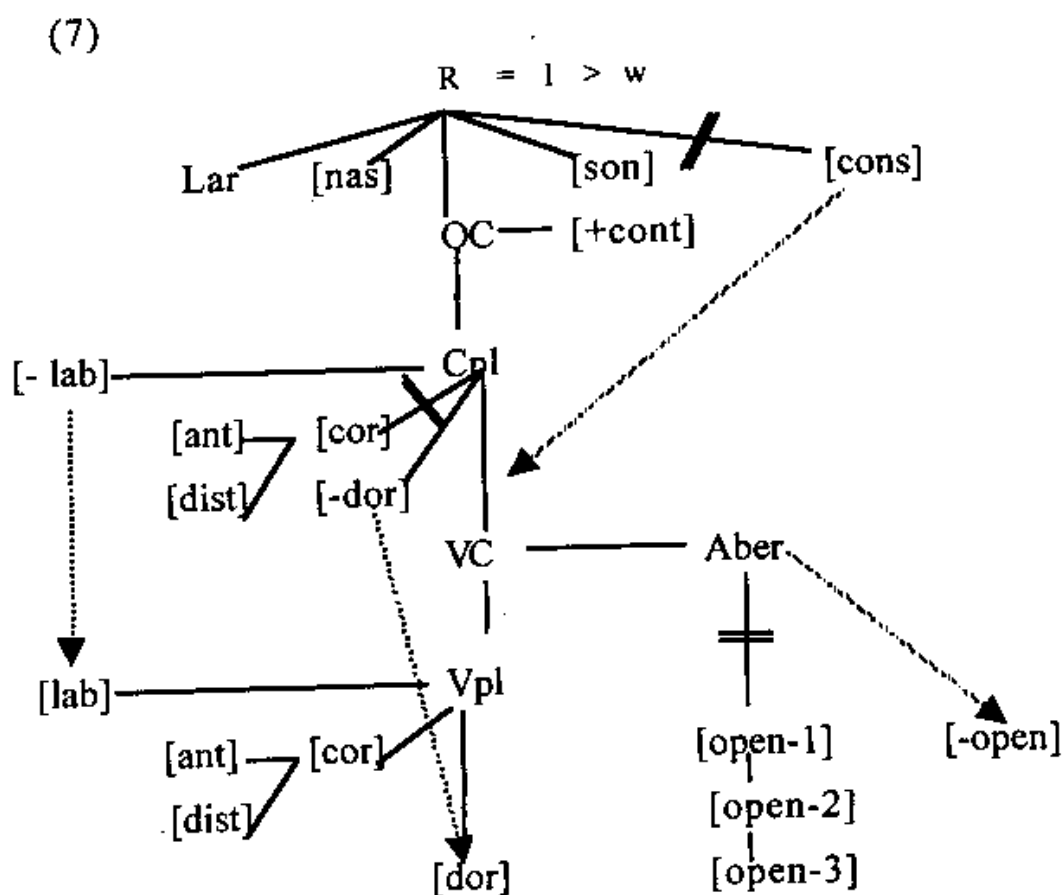 (7)
R = l > w
Lar [nas] [son] [cons]
OC [+cont]
[- lab] Cpl
[ant] [cor]
[dist] [-dor]
VC Aber
[lab] Vpl
[ant] [cor] [open-1] [-open]
[dist] [open-2]
[dor] [open-3]